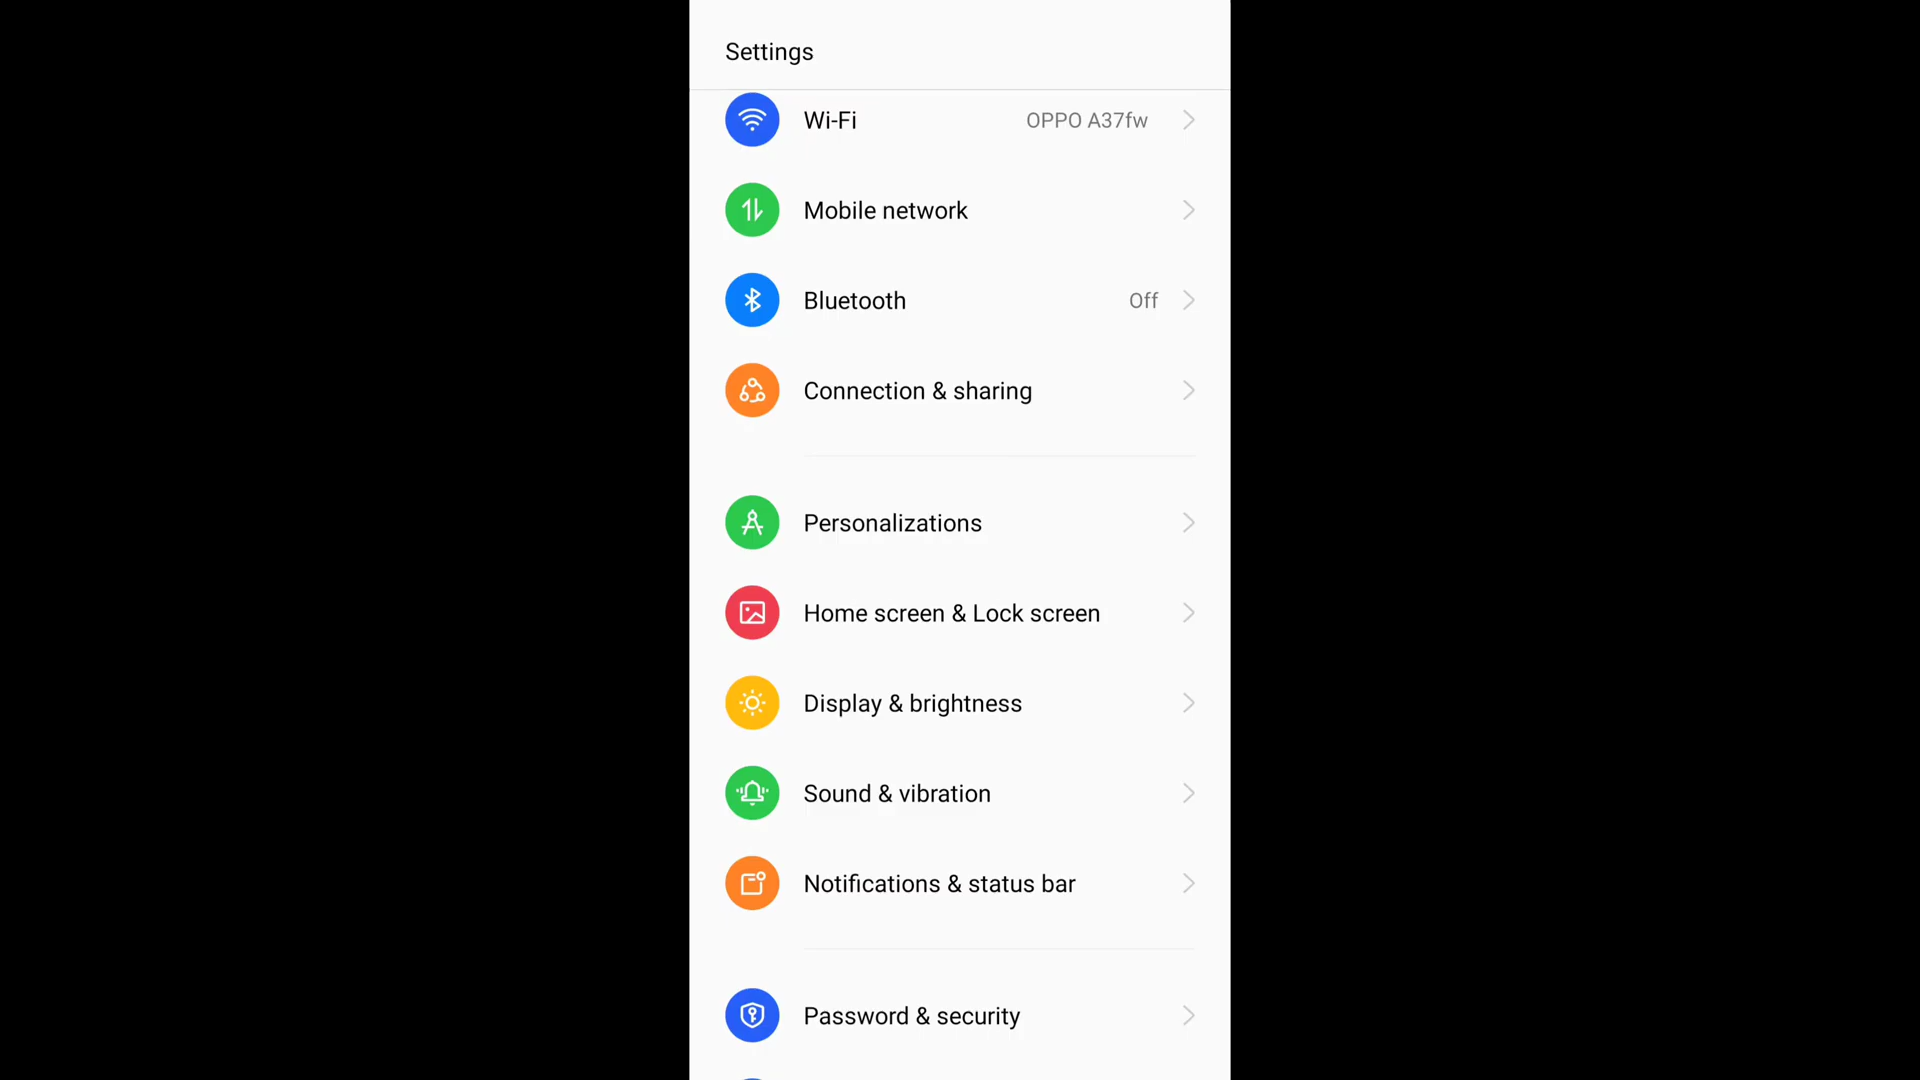 Settings
Wi-Fi OPPO A37fw
Mobile network
Bluetooth Off
Connection & sharing
Personalizations
Home screen & Lock screen
Display & brightness
Sound & vibration
Notifications & status bar
Password & security